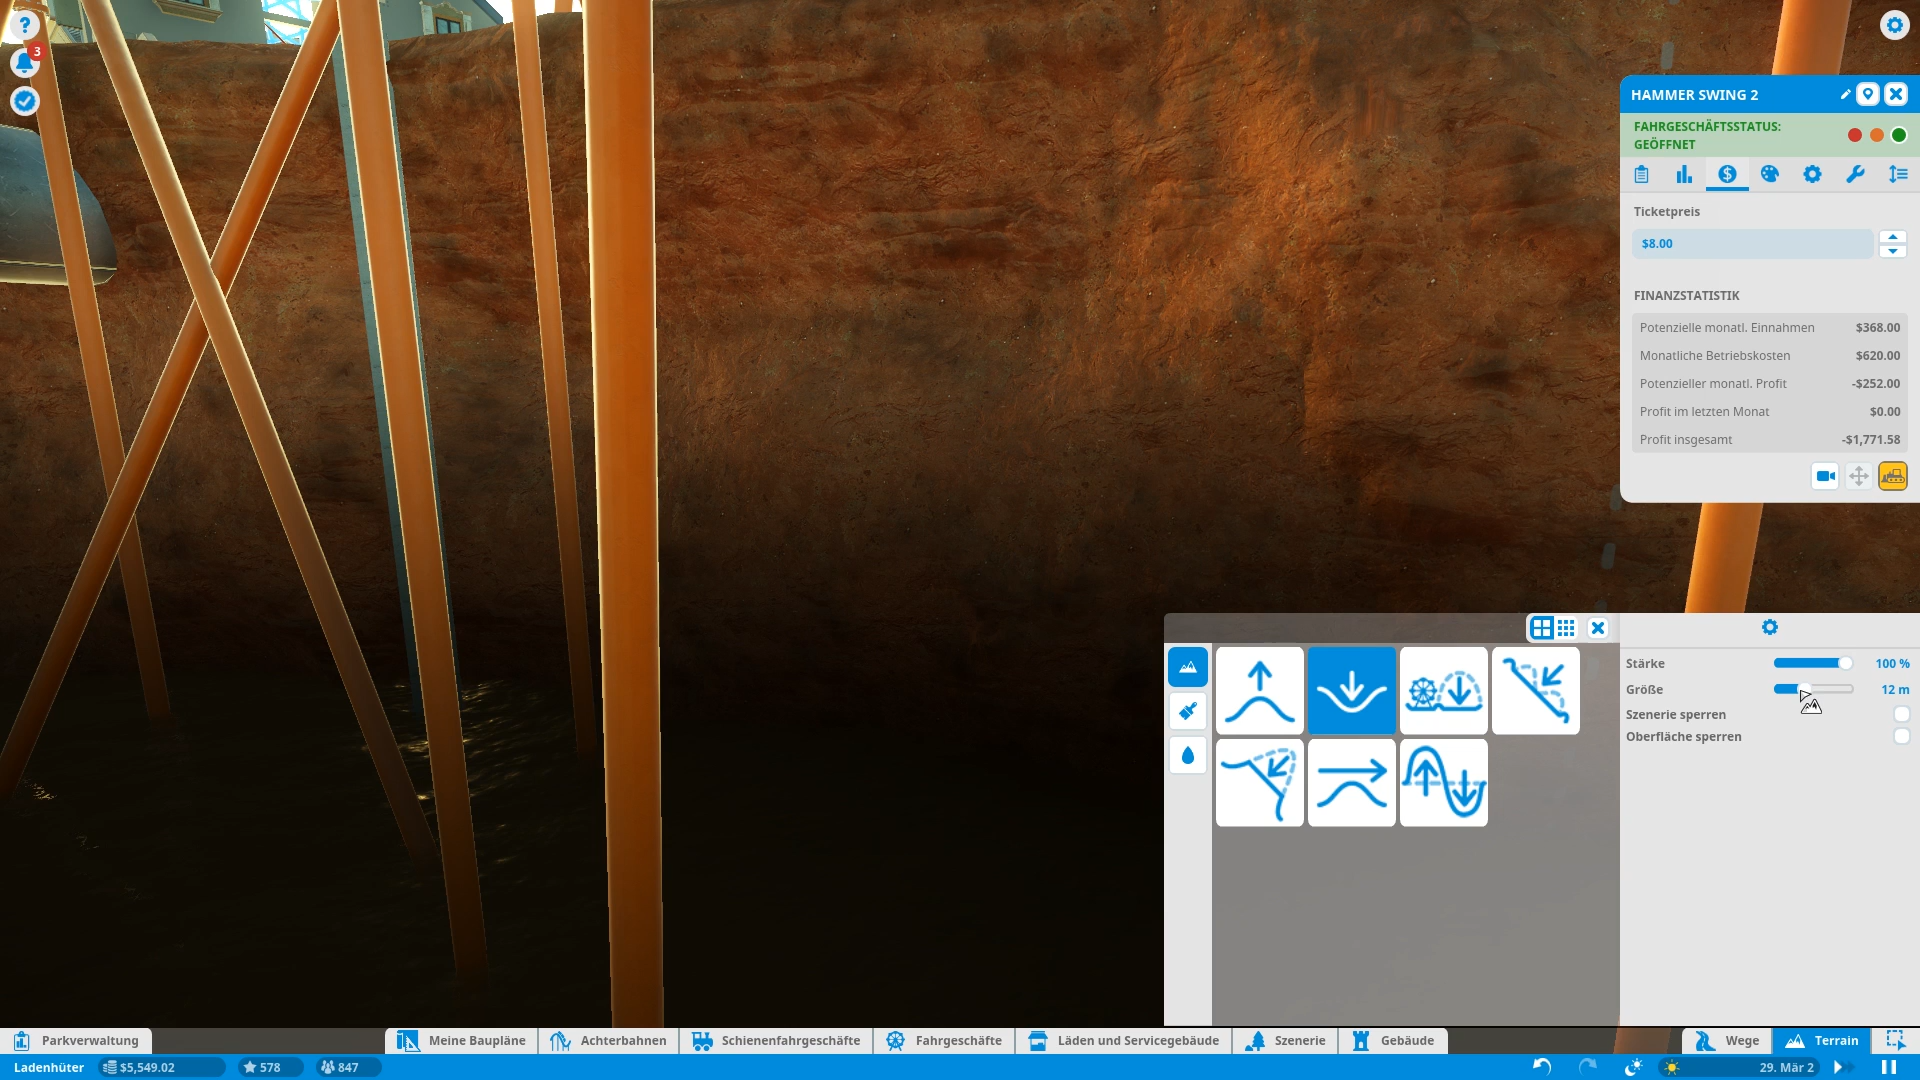 ?
3
HAMMER SWING 2
FAHRGESCHÄFTSSTATUS:
GEÖFFNET
Ticketpreis
$8.00
FINANZSTATISTIK
Potenzielle monatl. Einnahmen $368.00
Monatliche Betriebskosten $620.00
Potenzieller monatl. Profit -$252.00
Profit im letzten Monat $0.00
Profit insgesamt -$1,771.58
Stärke 100 %
Größe 12 m
Szenerie sperren
Oberfläche sperren
Parkverwaltung Meine Baupläne Achterbahnen Schienenfahrgeschäfte Fahrgeschäfte Läden und Servicegebäude Szenerie Gebäude Wege Terrain
Ladenhüter $5,549.02 578 847 29. Mär 2